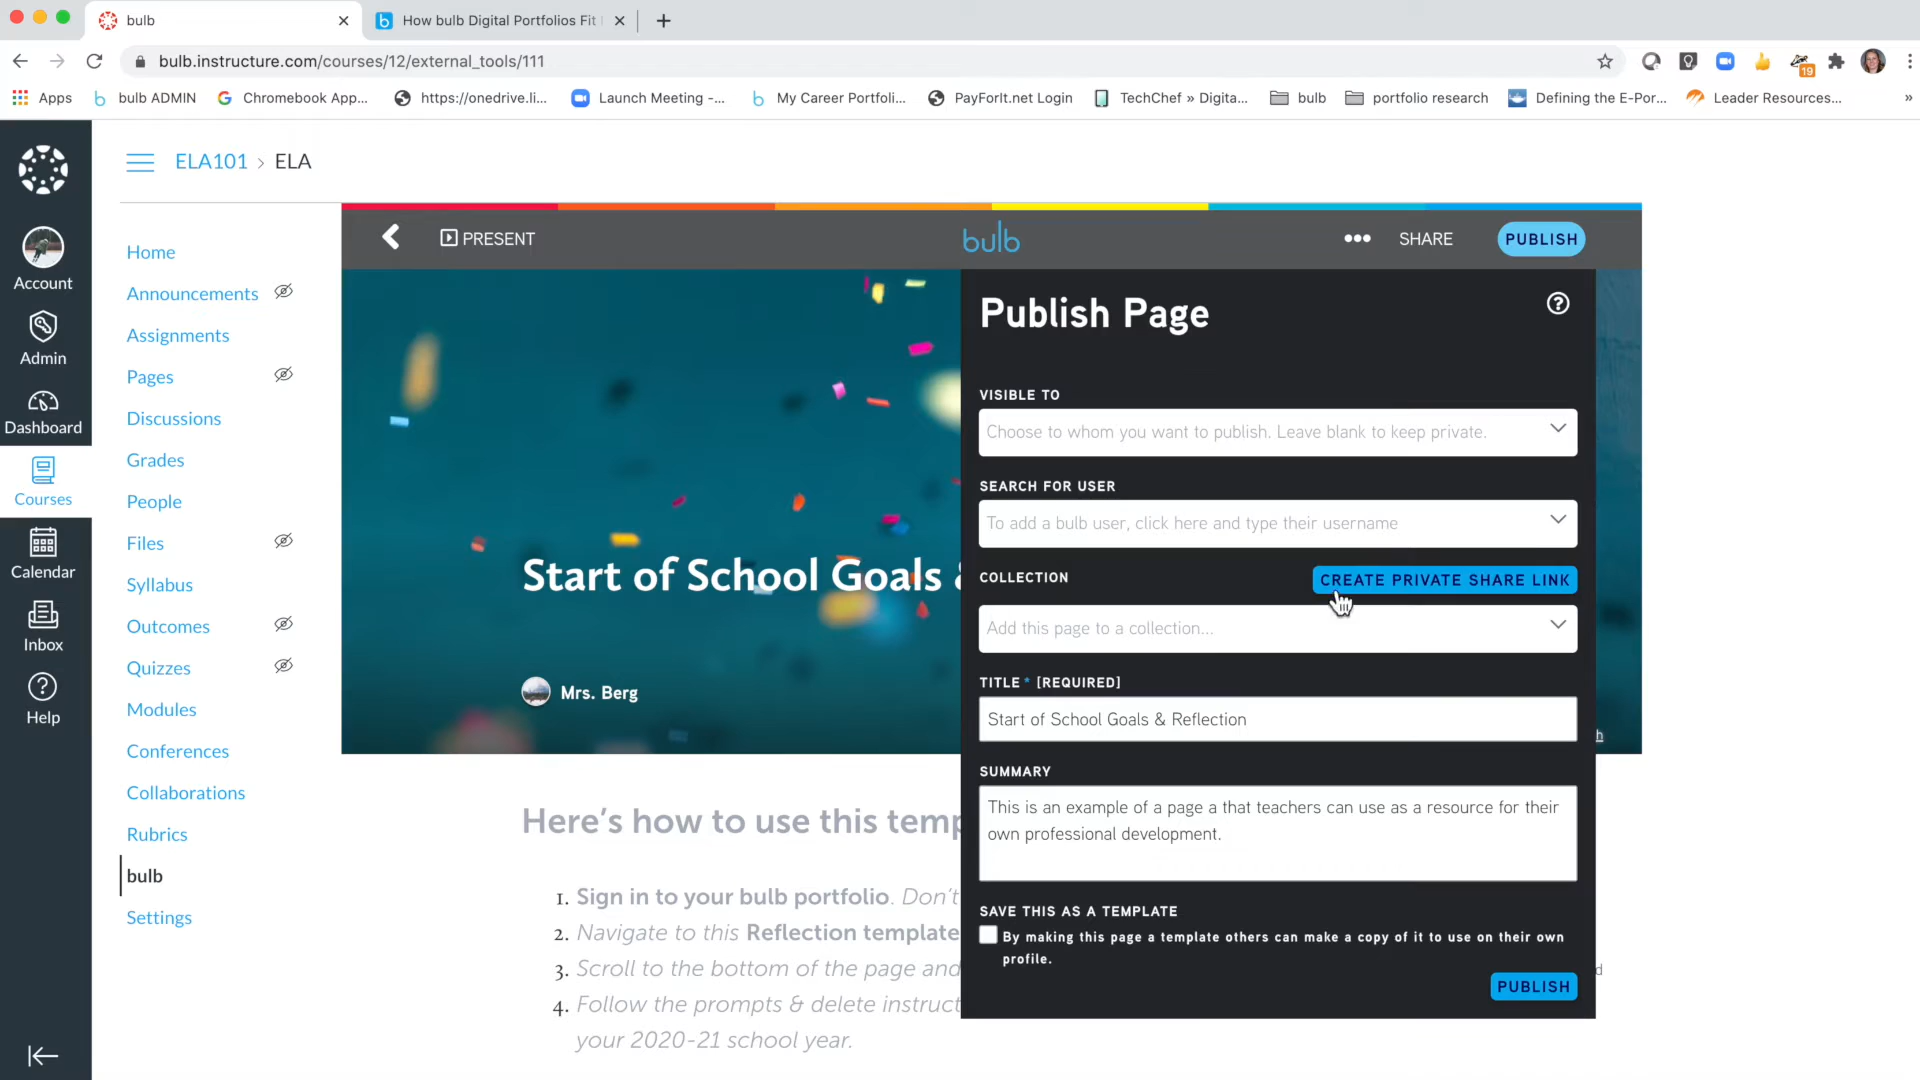 bulb
How bulb Digital Portfolios Fit
bulb.instructure.com/courses/12/external_tools/111
19
Apps
bulb ADMIN
Chromebook App...
https://onedrive.li...
Launch Meeting -...
My Career Portfoli...
PayForIt.net Login
TechChef » Digita...
bulb
portfolio research
Defining the E-Por...
Leader Resources...
»
ELA101 › ELA
Account
Admin
Dashboard
Courses
Calendar
Inbox
Help
Home
Announcements
Assignments
Pages
Discussions
Grades
People
Files
Syllabus
Outcomes
Quizzes
Modules
Conferences
Collaborations
Rubrics
bulb
Settings
PRESENT
bulb
SHARE
PUBLISH
Start of School Goals &
Mrs. Berg
Here’s how to use this temp
1. Sign in to your bulb portfolio. Don't
2. Navigate to this Reflection template
3. Scroll to the bottom of the page and
4. Follow the prompts & delete instruct
your 2020-21 school year.
Publish Page
VISIBLE TO
Choose to whom you want to publish. Leave blank to keep private.
SEARCH FOR USER
To add a bulb user, click here and type their username
COLLECTION
CREATE PRIVATE SHARE LINK
Add this page to a collection...
TITLE * [REQUIRED]
Start of School Goals & Reflection
SUMMARY
This is an example of a page a that teachers can use as a resource for their
own professional development.
SAVE THIS AS A TEMPLATE
By making this page a template others can make a copy of it to use on their own
profile.
PUBLISH
h
d